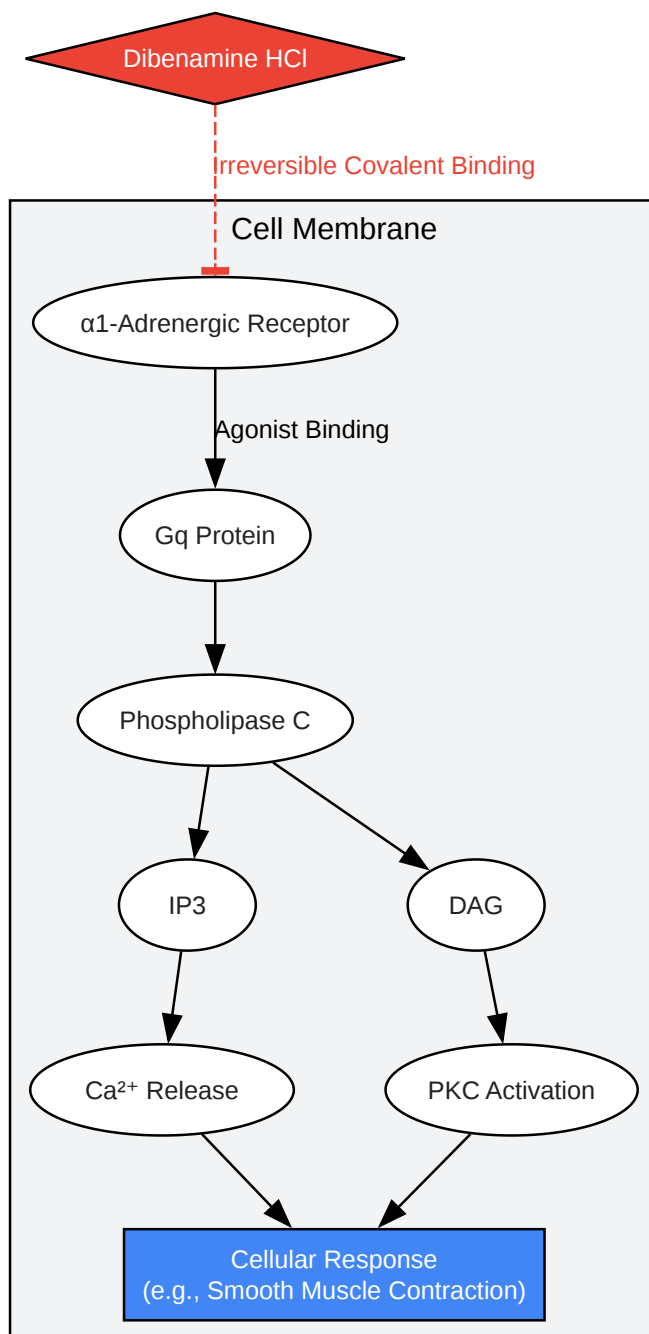 Dibenamine HCl
Irreversible Covalent Binding
Cell Membrane
α1-Adrenergic Receptor
Agonist Binding
Gq Protein
Phospholipase C
IP3
DAG
Ca²⁺ Release
PKC Activation
Cellular Response
(e.g., Smooth Muscle Contraction)